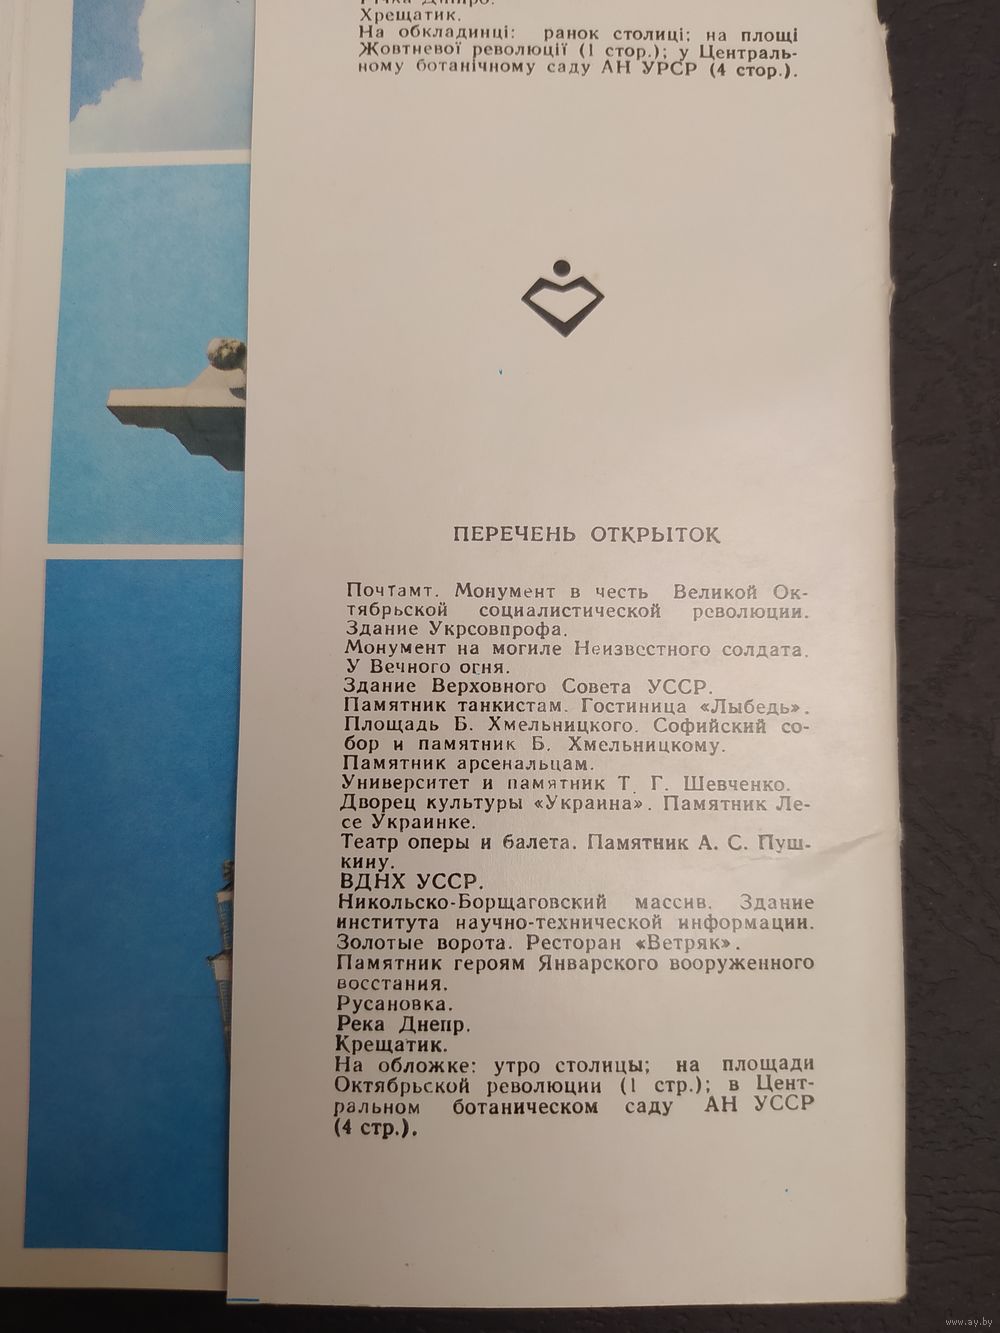 Річка Дніпро.
Хрещатик.
На обкладинці: ранок столиці; на площі
Жовтневої революції (1 стор.); у Централь-
ному ботанічному саду АН УРСР (4 стор.).
ПЕРЕЧЕНЬ ОТКРЫТОК
Почтамт. Монумент в честь Великой Ок-
тябрьской социалистической революции.
Здание Укрсовпрофа.
Монумент на могиле Неизвестного солдата.
У Вечного огня.
Здание Верховного Совета УССР.
Памятник танкистам. Гостиница «Лыбедь».
Площадь Б. Хмельницкого. Софийский со-
бор и памятник Б. Хмельницкому.
Памятник арсенальцам.
Университет и памятник Т. Г. Шевченко.
Дворец культуры «Украина». Памятник Ле-
се Украинке.
Театр оперы и балета. Памятник А. С. Пуш-
кину.
ВДНХ УССР.
Никольско-Борщаговский массив. Здание
института научно-технической информации.
Золотые ворота. Ресторан «Ветряк».
Памятник героям Январского вооруженного
восстания.
Русановка.
Река Днепр.
Крещатик.
На обложке: утро столицы; на площади
Октябрьской революции (1 стр.); в Цент-
ральном ботаническом саду АН УССР
(4 стр.).
www.ay.by